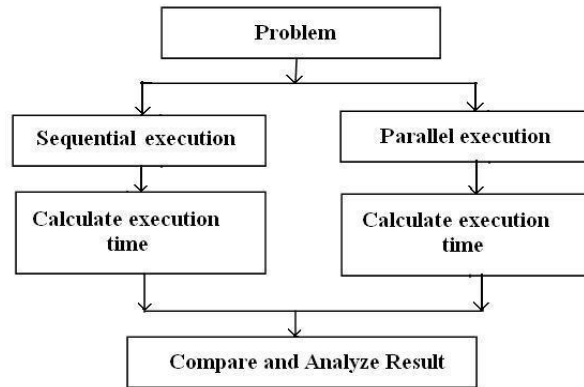 Problem
Sequential execution
Parallel execution
Calculate execution
time
Calculate execution
time
Compare and Analyze Result